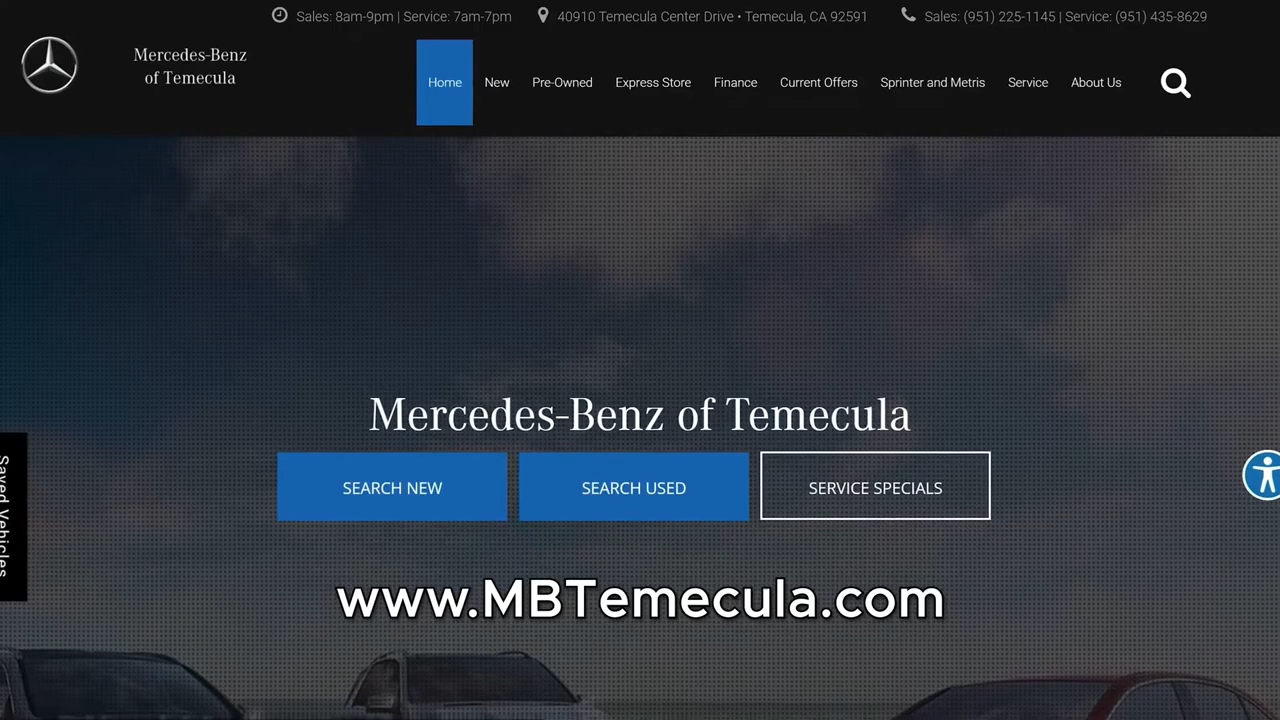 Sales: 8am-9pm | Service: 7am-7pm
40910 Temecula Center Drive • Temecula, CA 92591
Sales: (951) 225-1145 | Service: (951) 435-8629
Mercedes-Benz
of Temecula
Home
New
Pre-Owned
Express Store
Finance
Current Offers
Sprinter and Metris
Service
About Us
Mercedes-Benz of Temecula
SEARCH NEW
SEARCH USED
SERVICE SPECIALS
Saved Vehicles
www.MBTemecula.com